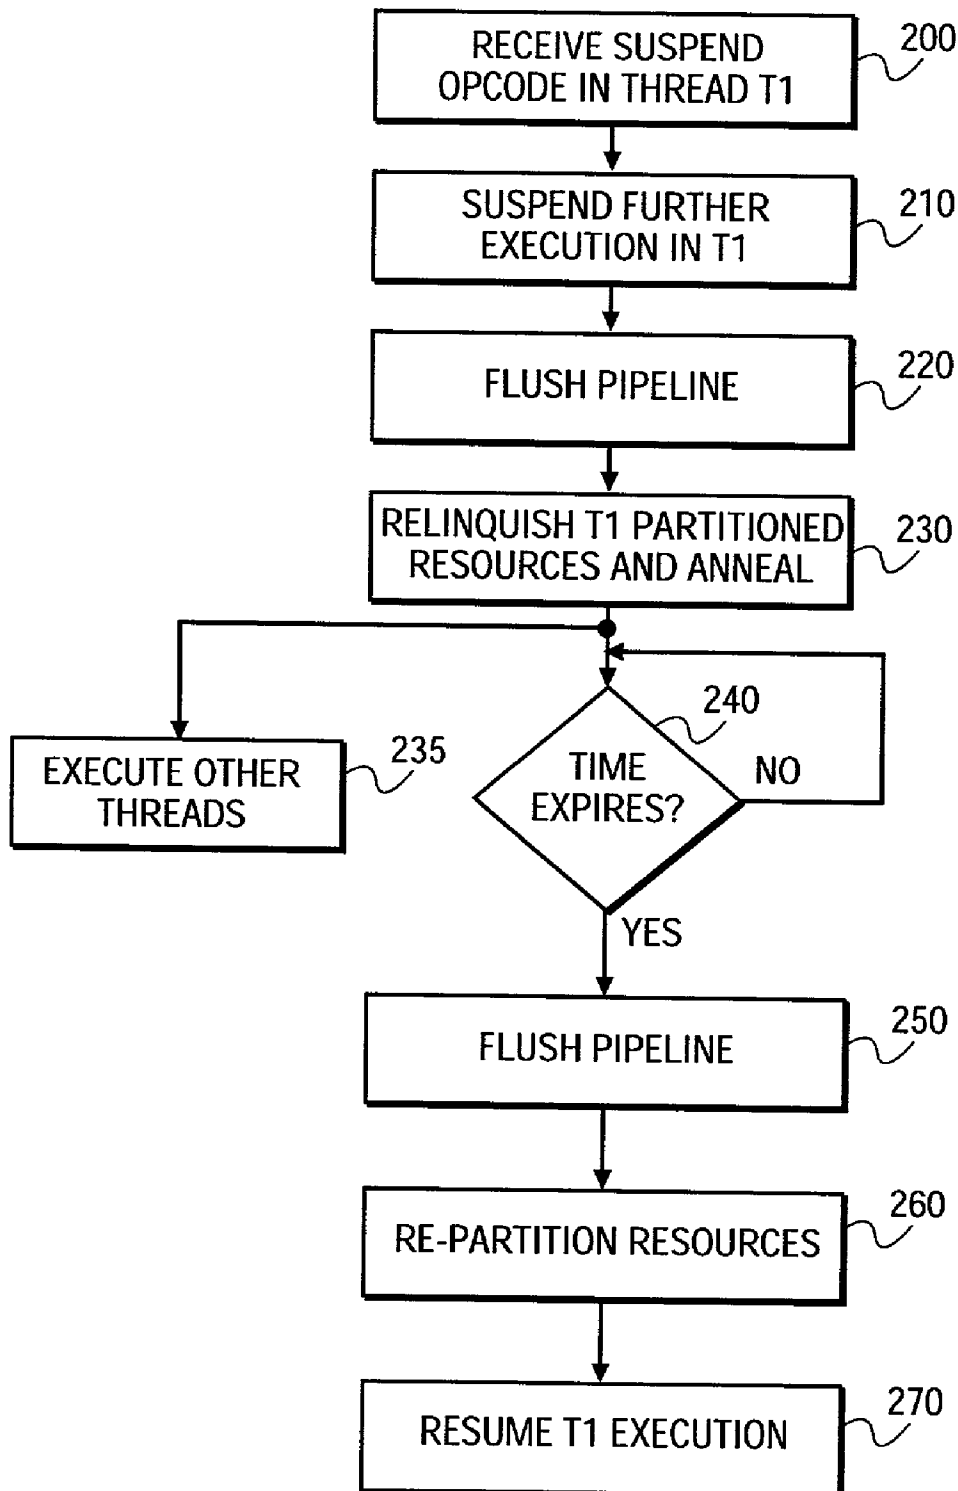 RECEIVE SUSPEND
OPCODE IN THREAD T1
200
SUSPEND FURTHER
EXECUTION IN T1
210
FLUSH PIPELINE
220
RELINQUISH T1 PARTITIONED
RESOURCES AND ANNEAL
230
EXECUTE OTHER
THREADS
235
TIME
EXPIRES?
240
NO
YES
FLUSH PIPELINE
250
RE-PARTITION RESOURCES
260
RESUME T1 EXECUTION
270